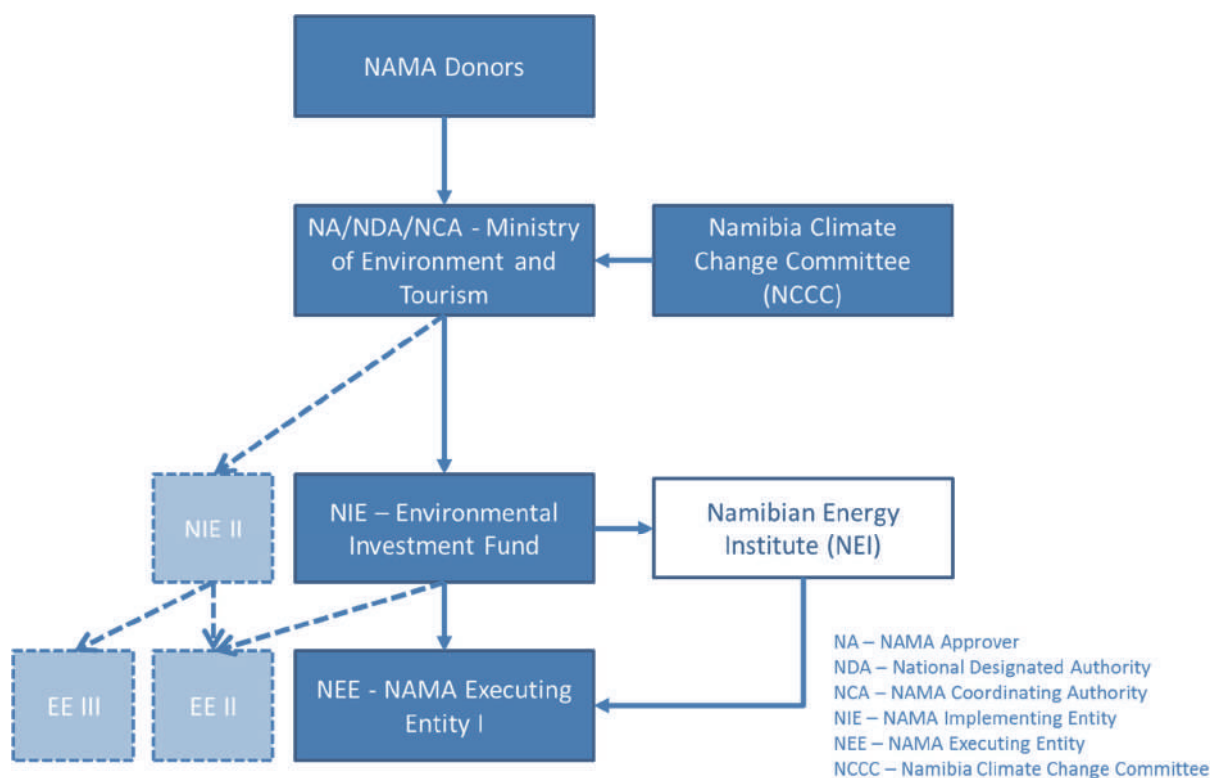 NAMA Donors
NA/NDA/NCA - Ministry
of Environment and
Tourism
Namibia Climate
Change Committee
(NCCC)
NIE II
NIE – Environmental
Investment Fund
Namibian Energy
Institute (NEI)
EE III
EE II
NEE - NAMA Executing
Entity I
NA – NAMA Approver
NDA – National Designated Authority
NCA – NAMA Coordinating Authority
NIE – NAMA Implementing Entity
NEE – NAMA Executing Entity
NCCC – Namibia Climate Change Committee